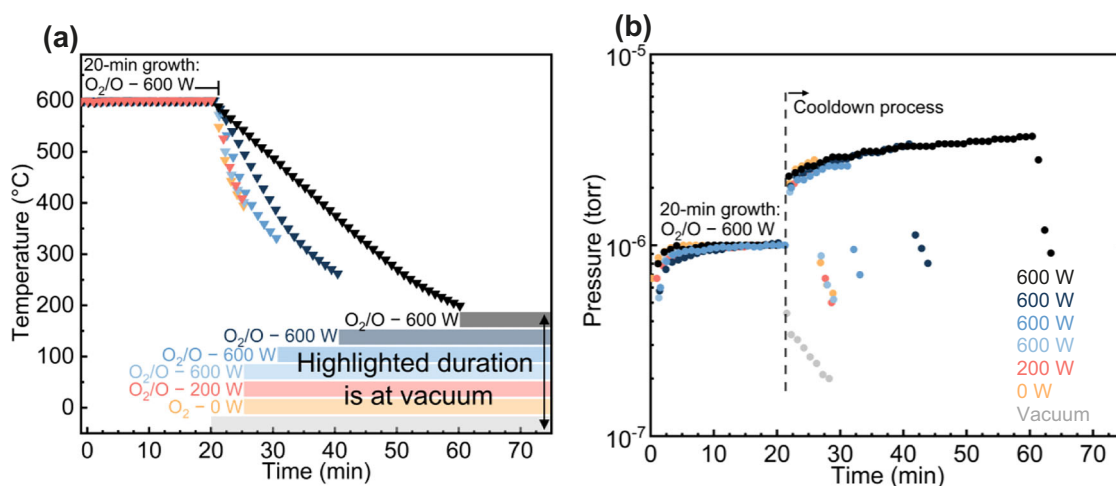 (a)
20-min growth:
O₂/O − 600 W
600
500
400
300
200
100
0
Temperature (°C)
O₂/O − 600 W
O₂/O − 600 W
O₂/O − 600 W
O₂/O − 600 W
O₂/O − 200 W
O₂ − 0 W
Highlighted duration
is at vacuum
0 10 20 30 40 50 60 70
Time (min)
(b)
10⁻⁵
10⁻⁶
10⁻⁷
Pressure (torr)
Cooldown process
20-min growth:
O₂/O − 600 W
600 W
600 W
600 W
600 W
200 W
0 W
Vacuum
0 10 20 30 40 50 60 70
Time (min)